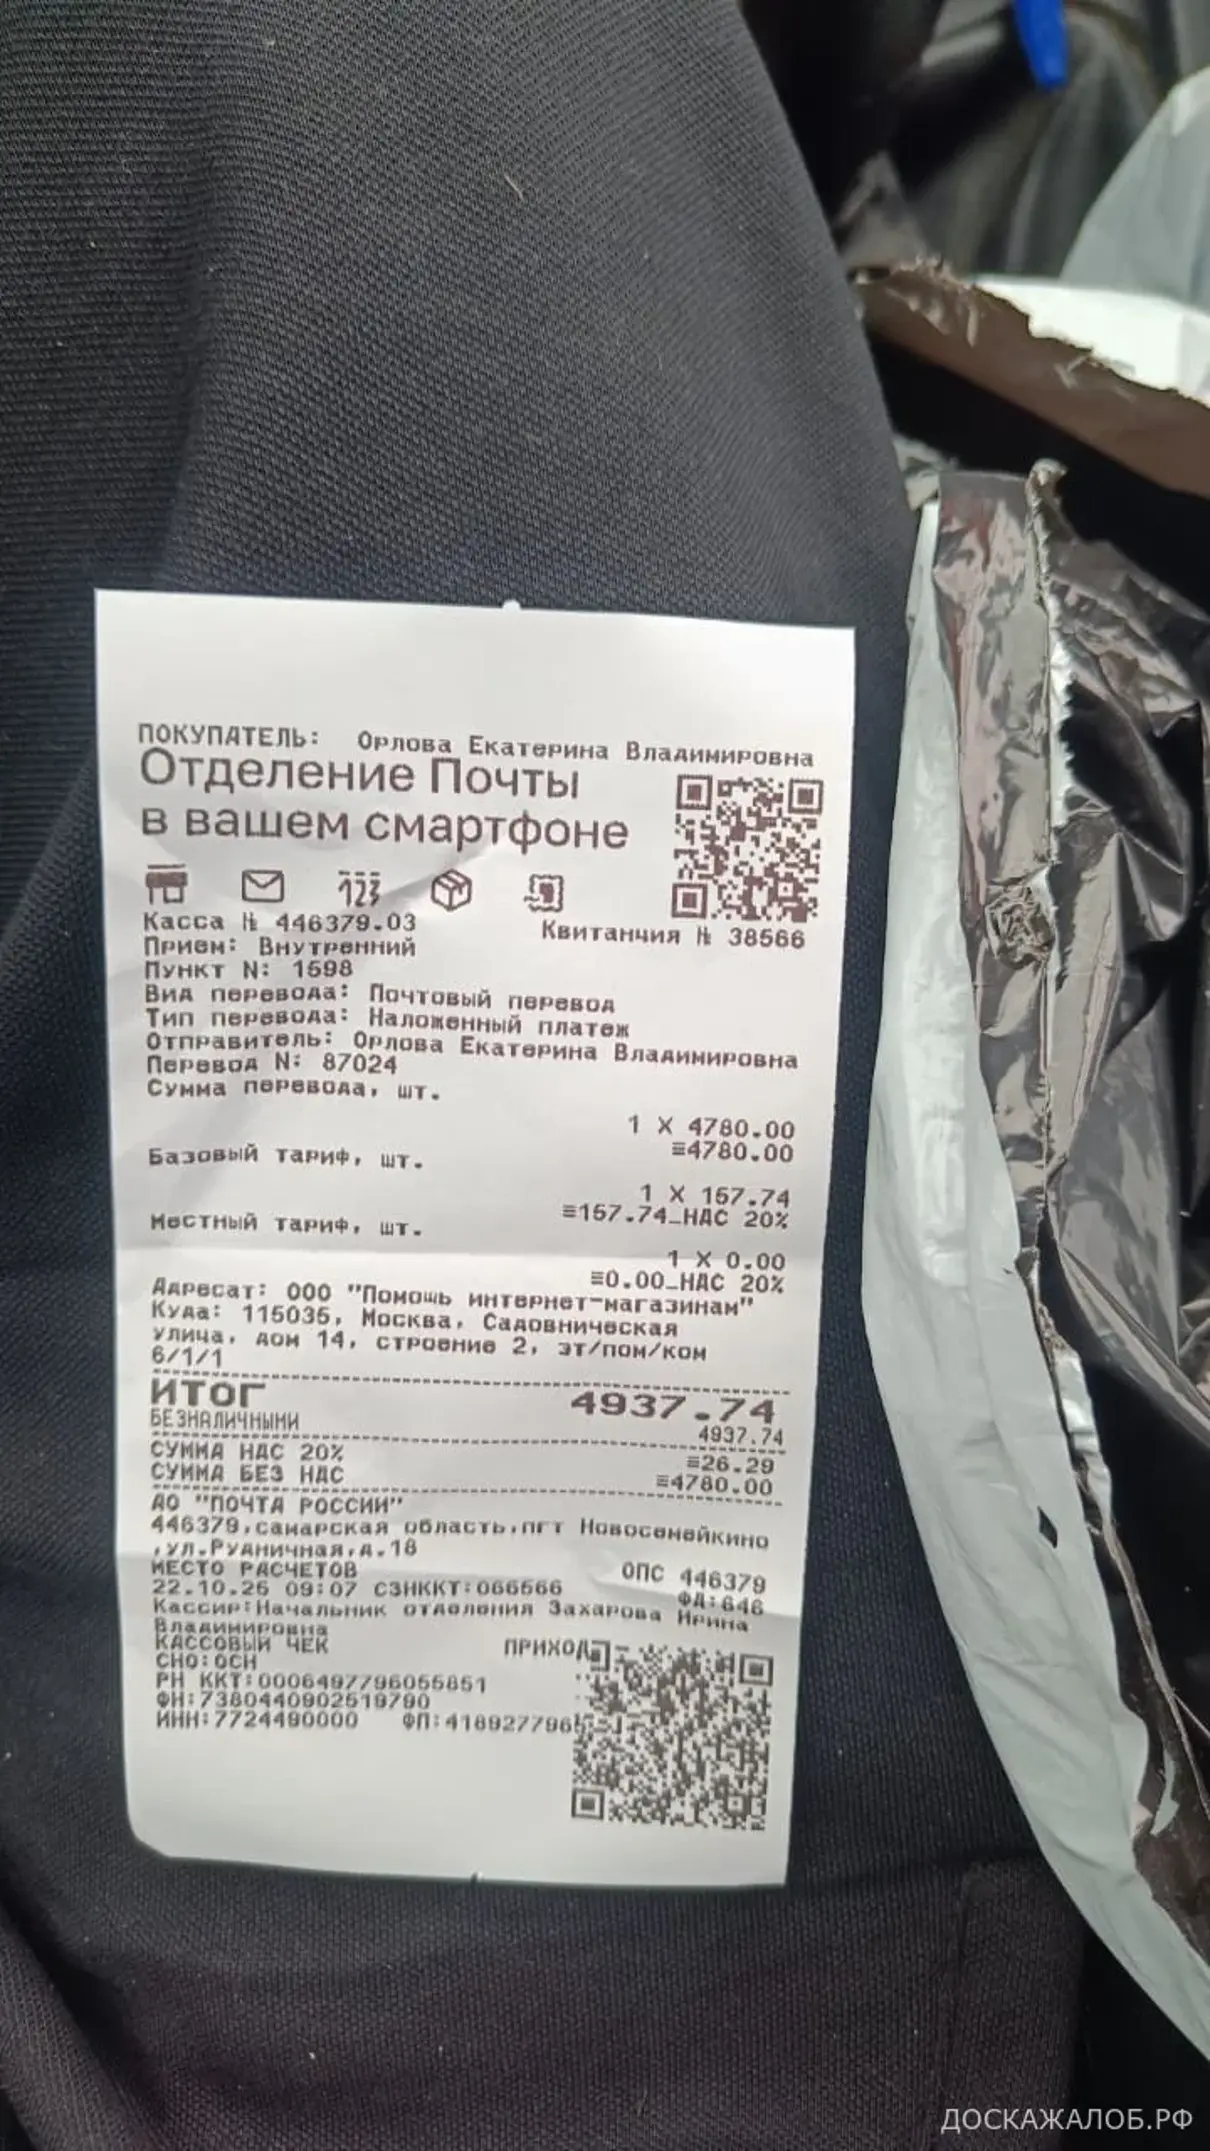 ПОКУПАТЕЛЬ: Орлова Екатерина Владимировна
Отделение Почты
в вашем смартфоне
Касса № 446379.03
Квитанчия № 38566
Прием: Внутренний
Пункт N: 1598
Вид перевода: Почтовый перевод
Тип перевода: Наложенный платеж
Отправитель: Орлова Екатерина Владимировна
Перевод N: 87024
Сумма перевода, шт.
1 X 4780.00
≡4780.00
Базовый тариф, шт.
1 X 157.74
≡157.74_НДС 20%
Местный тариф, шт.
1 X 0.00
≡0.00_НДС 20%
Адресат: ООО "Помощь интернет-магазинам"
Куда: 115035, Москва, Садовническая
улица, дом 14, строение 2, эт/пом/ком
6/1/1
ИТОГ 4937.74
БЕЗНАЛИЧНЫМИ 4937.74
СУММА НДС 20% ≡26.29
СУММА БЕЗ НДС ≡4780.00
АО "ПОЧТА РОССИИ"
446379,самарская область,пгт Новосемейкино
,ул.Рудничная,д.18
МЕСТО РАСЧЕТОВ ОПС 446379
22.10.25 09:07 СЗНККТ:066566 ФД:646
Кассир:Начальник отделения Захарова Ирина
Владимировна
КАССОВЫЙ ЧЕК ПРИХОД
СНО:ОСН
РН ККТ:0006497796055851
ФН:7380440902519790
ИНН:7724490000 ФП:418927796
ДОСКАЖАЛОБ.РФ